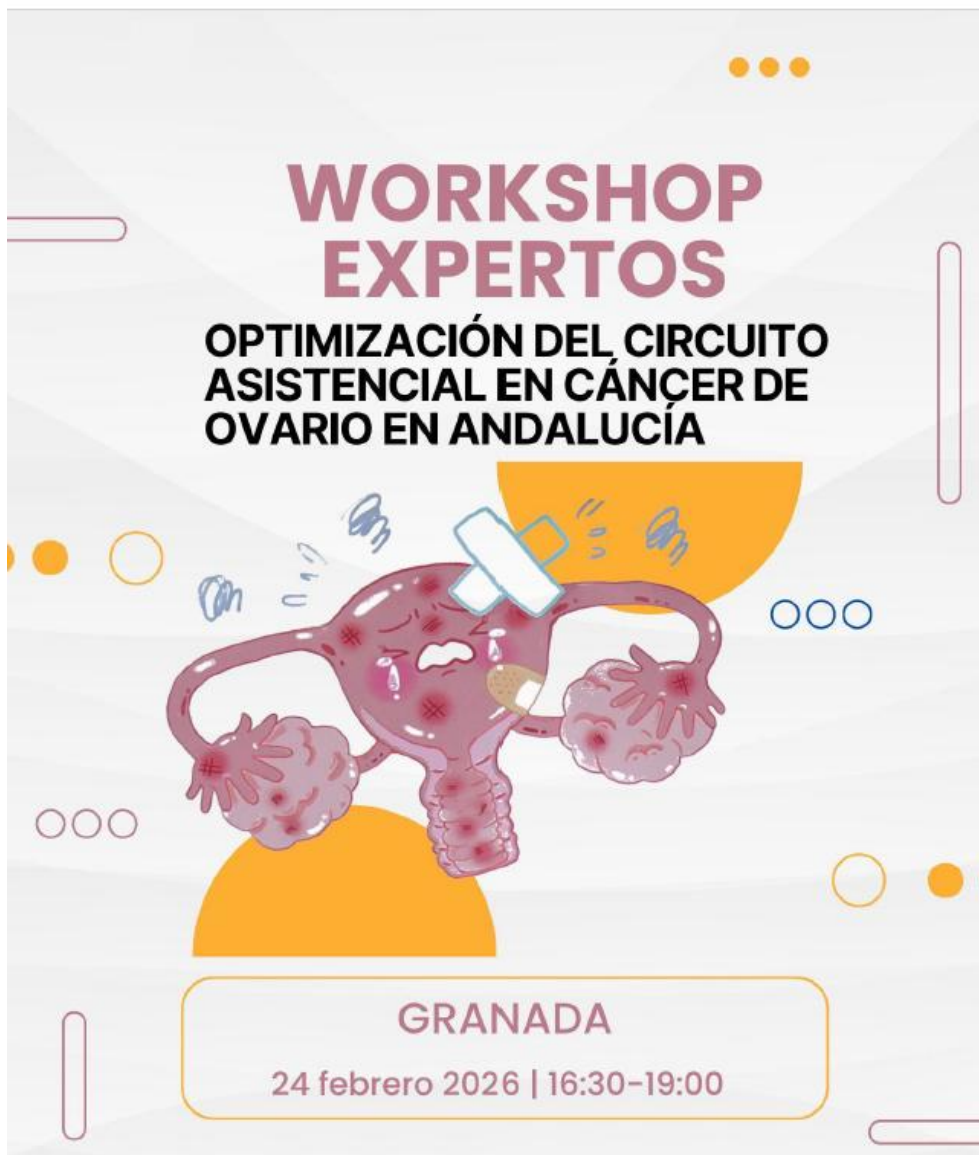 WORKSHOP
EXPERTOS
OPTIMIZACIÓN DEL CIRCUITO
ASISTENCIAL EN CÁNCER DE
OVARIO EN ANDALUCÍA
GRANADA
24 febrero 2026 | 16:30-19:00